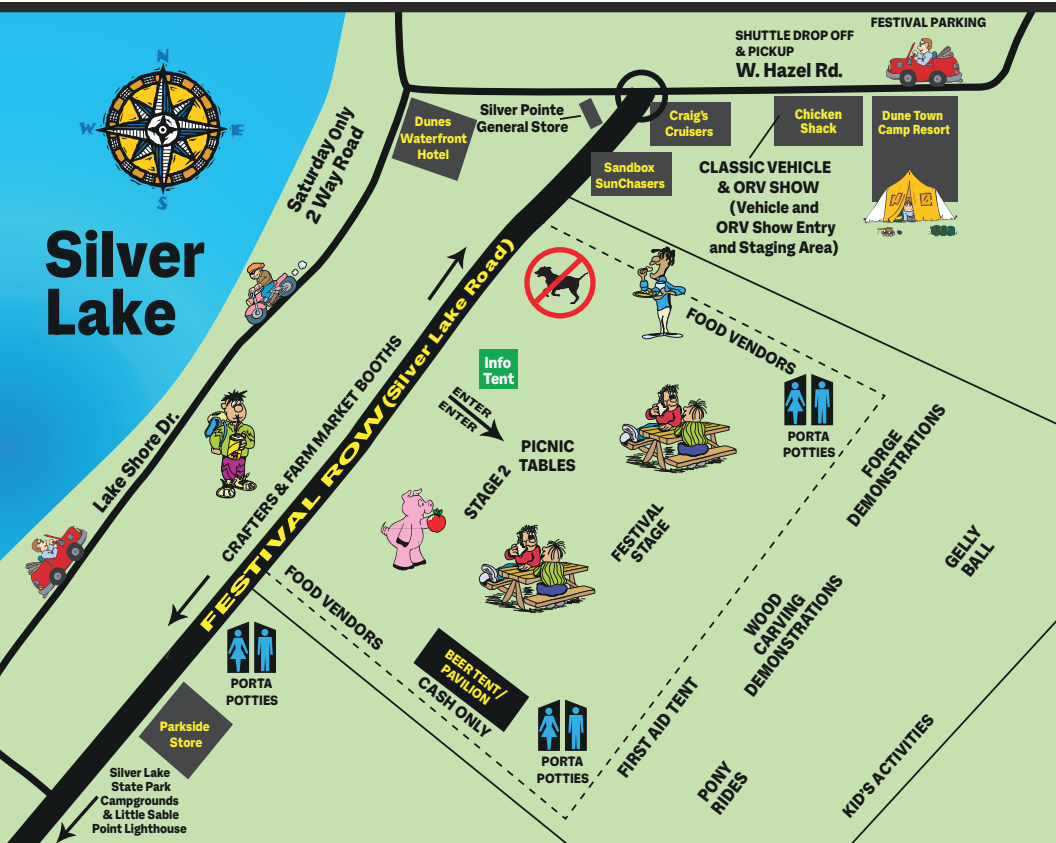 FESTIVAL PARKING
SHUTTLE DROP OFF
& PICKUP
W. Hazel Rd.
N
W
E
S
Silver
Lake
Saturday Only
2 Way Road
Dunes
Waterfront
Hotel
Silver Pointe
General Store
Craig's
Cruisers
Chicken
Shack
Dune Town
Camp Resort
Sandbox
SunChasers
CLASSIC VEHICLE
& ORV SHOW
(Vehicle and
ORV Show Entry
and Staging Area)
FOOD VENDORS
Info
Tent
ENTER
ENTER
PICNIC
TABLES
PORTA
POTTIES
Lake Shore Dr.
CRAFTERS & FARM MARKET BOOTHS
FESTIVAL ROW (Silver Lake Road)
STAGE 2
FESTIVAL
STAGE
FORGE
DEMONSTRATIONS
GELLY
BALL
WOOD
CARVING
DEMONSTRATIONS
FOOD VENDORS
BEER TENT/
PAVILION
CASH ONLY
PORTA
POTTIES
PORTA
POTTIES
FIRST AID TENT
PONY
RIDES
KID'S ACTIVITIES
Parkside
Store
Silver Lake
State Park
Campgrounds
& Little Sable
Point Lighthouse